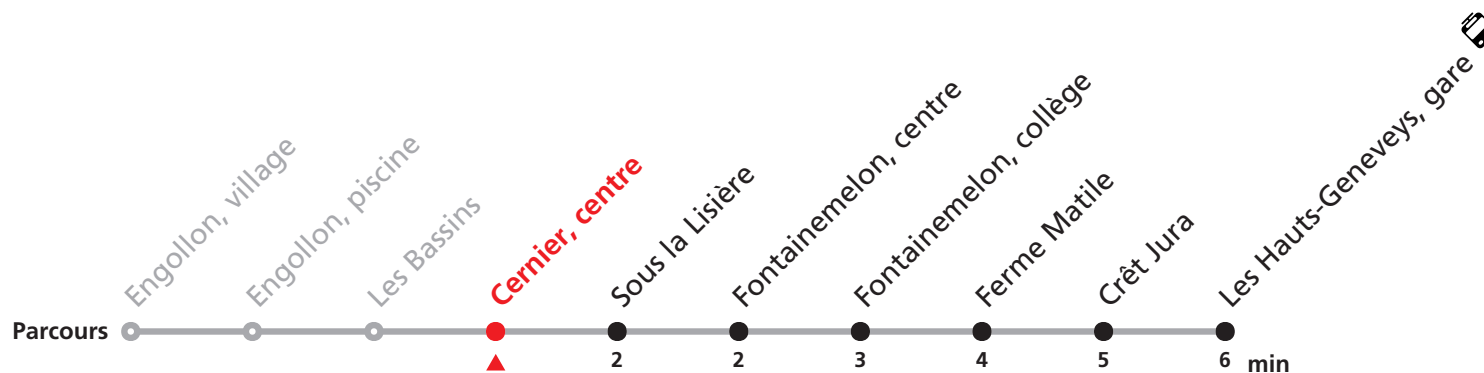 Engollon, village
Engollon, piscine
Les Bassins
Cernier, centre
Sous la Lisière
Fontainemelon, centre
Fontainemelon, collège
Ferme Matile
Crêt Jura
Les Hauts-Geneveys, gare
Parcours
2 2 3 4 5 6 min